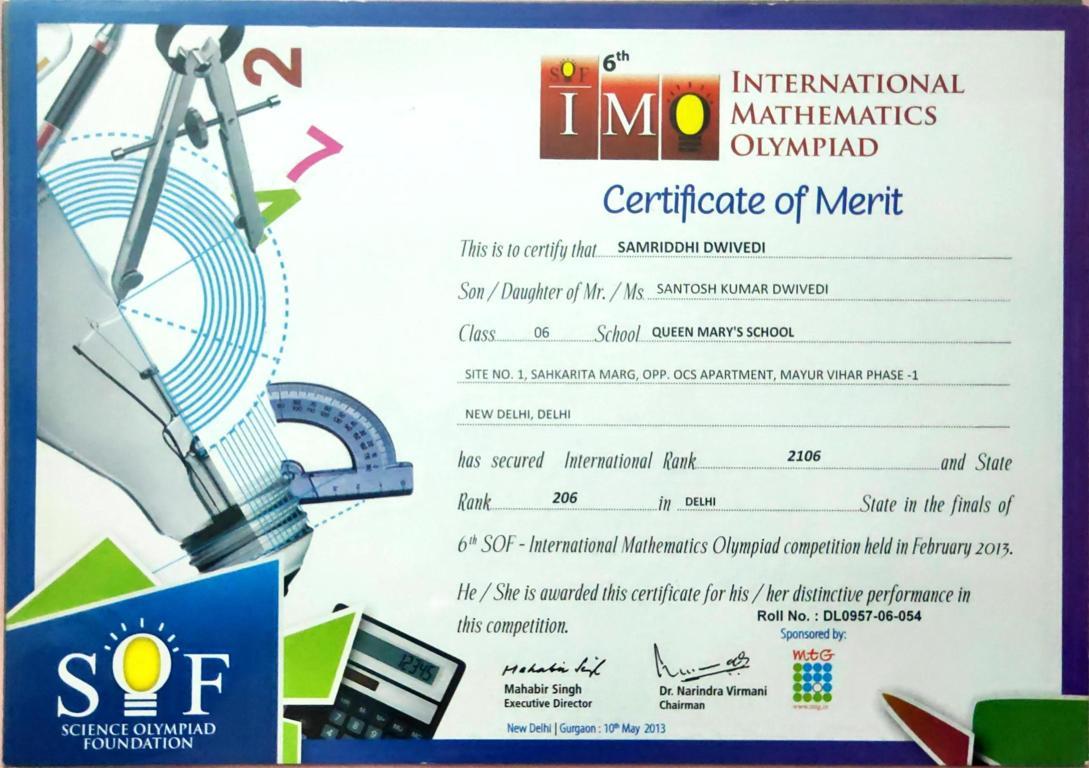 2
7
SOF
6th
IMO
INTERNATIONAL
MATHEMATICS
OLYMPIAD
Certificate of Merit
This is to certify that SAMRIDDHI DWIVEDI
Son / Daughter of Mr. / Ms. SANTOSH KUMAR DWIVEDI
Class 06 School QUEEN MARY'S SCHOOL
SITE NO. 1, SAHKARITA MARG, OPP. OCS APARTMENT, MAYUR VIHAR PHASE -1
NEW DELHI, DELHI
has secured International Rank 2106 and State
Rank 206 in DELHI State in the finals of
6th SOF - International Mathematics Olympiad competition held in February 2013.
He / She is awarded this certificate for his / her distinctive performance in
this competition.
Roll No. : DL0957-06-054
Sponsored by:
mtG
www.mtg.in
Mahabir Singh
Mahabir Singh
Executive Director
Dr. Narindra Virmani
Chairman
New Delhi | Gurgaon : 10th May 2013
12345
SOF
SCIENCE OLYMPIAD
FOUNDATION